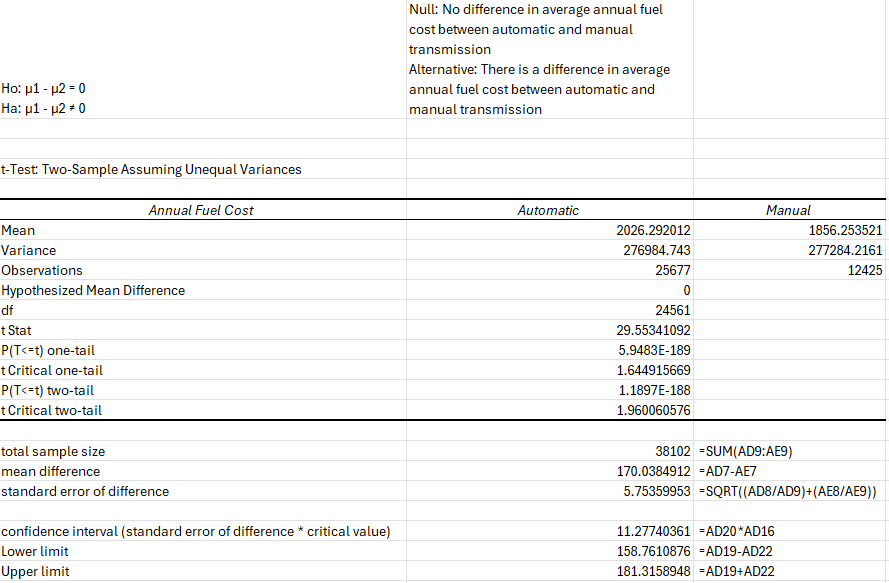 Null: No difference in average annual fuel
cost between automatic and manual
transmission
Alternative: There is a difference in average
annual fuel cost between automatic and
manual transmission
Ho: µ1 - µ2 = 0
Ha: µ1 - µ2 ≠ 0
t-Test: Two-Sample Assuming Unequal Variances
Annual Fuel Cost Automatic Manual
Mean 2026.292012 1856.253521
Variance 276984.743 277284.2161
Observations 25677 12425
Hypothesized Mean Difference 0
df 24561
t Stat 29.55341092
P(T<=t) one-tail 5.9483E-189
t Critical one-tail 1.644915669
P(T<=t) two-tail 1.1897E-188
t Critical two-tail 1.960060576
total sample size 38102 =SUM(AD9:AE9)
mean difference 170.0384912 =AD7-AE7
standard error of difference 5.75359953 =SQRT((AD8/AD9)+(AE8/AE9))
confidence interval (standard error of difference * critical value) 11.27740361 =AD20*AD16
Lower limit 158.7610876 =AD19-AD22
Upper limit 181.3158948 =AD19+AD22